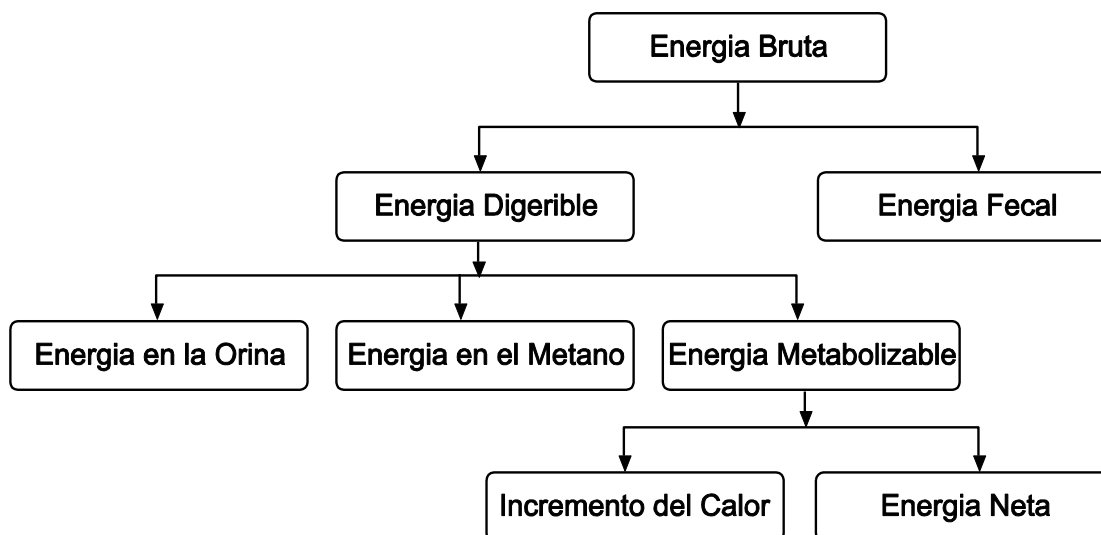 Energia Bruta
Energia Digerible
Energia Fecal
Energia en la Orina
Energia en el Metano
Energia Metabolizable
Incremento del Calor
Energia Neta